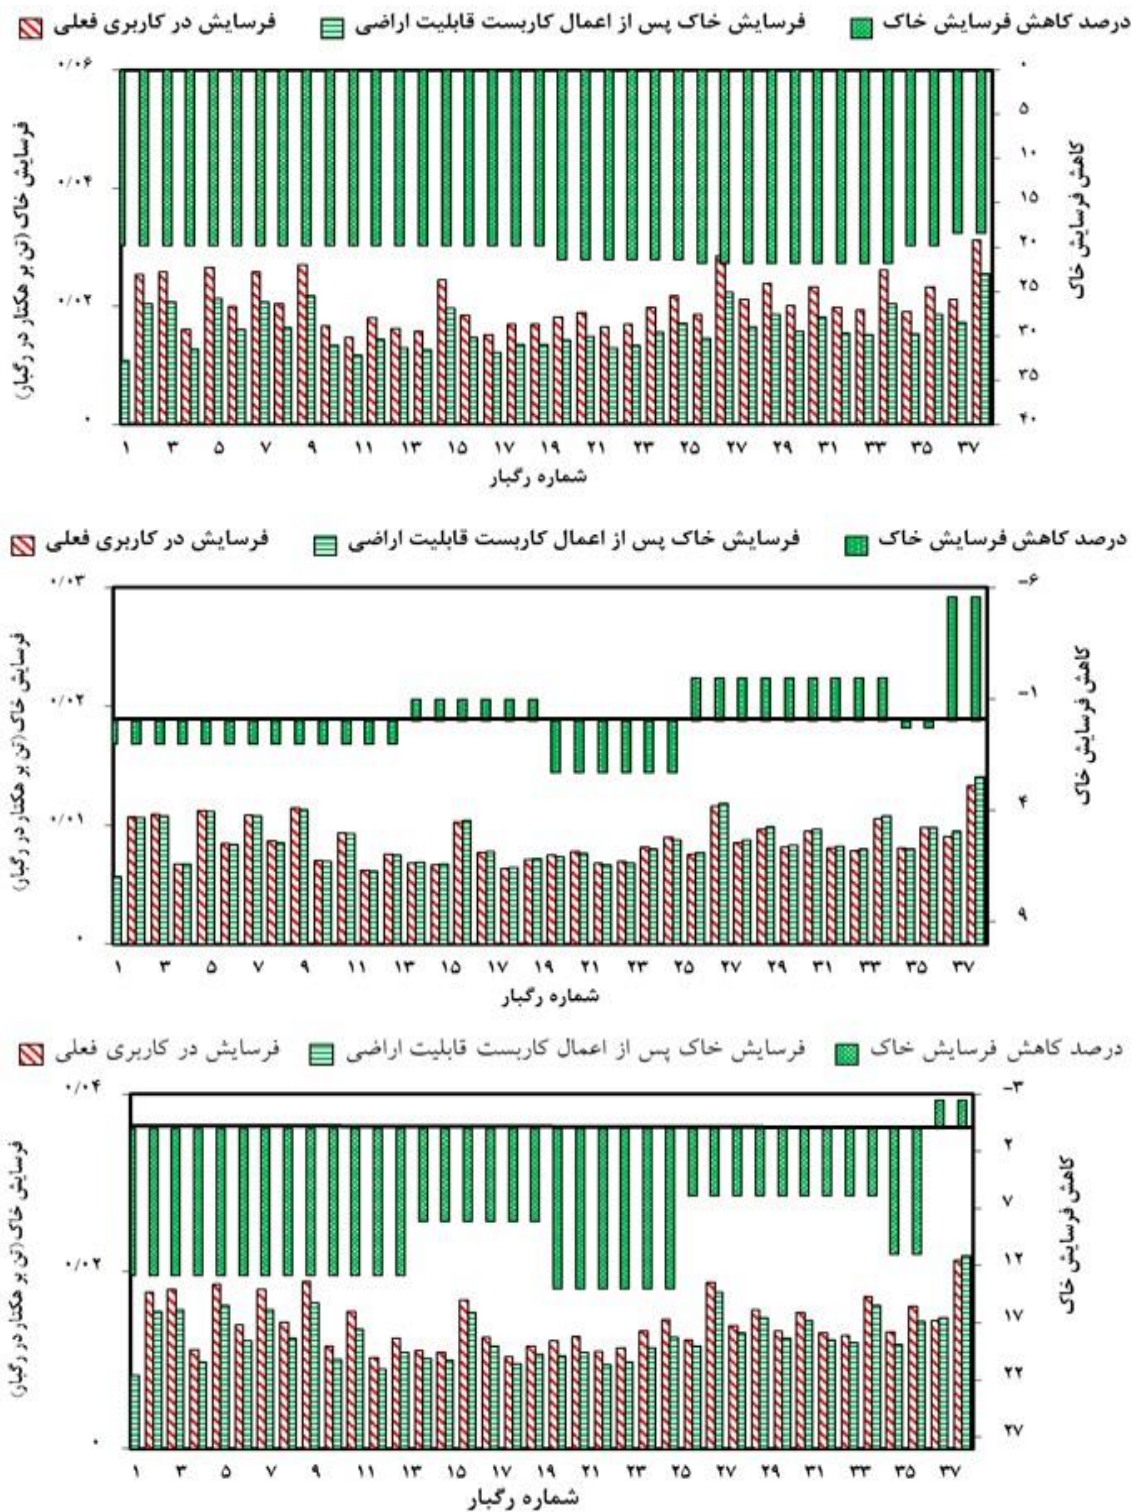 درصد کاهش فرسایش خاک فرسایش خاک پس از اعمال کاربست قابلیت اراضی فرسایش در کاربری فعلی
کاهش فرسایش خاک
۰
۵
۱۰
۱۵
۲۰
۲۵
۳۰
۳۵
۴۰
فرسایش خاک (تن بر هکتار در رگبار)
۰/۰۶
۰/۰۴
۰/۰۲
۰
۱ ۳ ۵ ۷ ۹ ۱۱ ۱۳ ۱۵ ۱۷ ۱۹ ۲۱ ۲۳ ۲۵ ۲۷ ۲۹ ۳۱ ۳۳ ۳۵ ۳۷
شماره رگبار
درصد کاهش فرسایش خاک فرسایش خاک پس از اعمال کاربست قابلیت اراضی فرسایش در کاربری فعلی
کاهش فرسایش خاک
-۶
-۱
۴
۹
فرسایش خاک (تن بر هکتار در رگبار)
۰/۰۳
۰/۰۲
۰/۰۱
۰
۱ ۳ ۵ ۷ ۹ ۱۱ ۱۳ ۱۵ ۱۷ ۱۹ ۲۱ ۲۳ ۲۵ ۲۷ ۲۹ ۳۱ ۳۳ ۳۵ ۳۷
شماره رگبار
درصد کاهش فرسایش خاک فرسایش خاک پس از اعمال کاربست قابلیت اراضی فرسایش در کاربری فعلی
کاهش فرسایش خاک
-۳
۲
۷
۱۲
۱۷
۲۲
۲۷
فرسایش خاک (تن بر هکتار در رگبار)
۰/۰۴
۰/۰۲
۰
۱ ۳ ۵ ۷ ۹ ۱۱ ۱۳ ۱۵ ۱۷ ۱۹ ۲۱ ۲۳ ۲۵ ۲۷ ۲۹ ۳۱ ۳۳ ۳۵ ۳۷
شماره رگبار